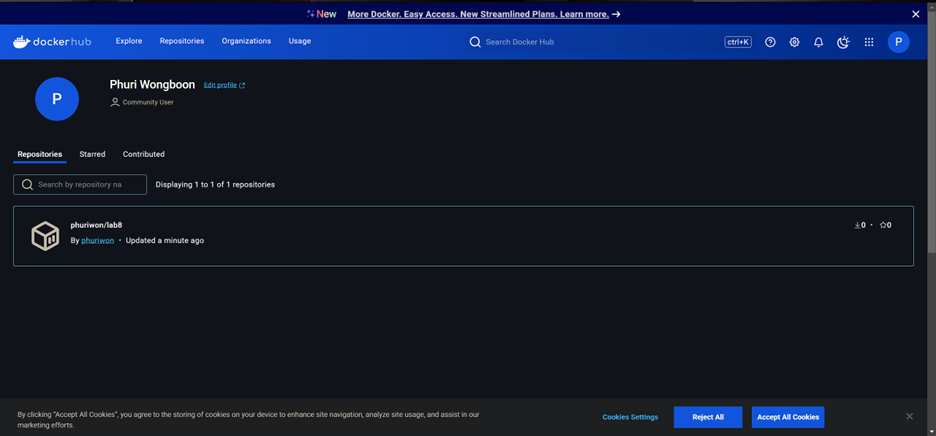 New More Docker. Easy Access. New Streamlined Plans. Learn more. →
dockerhub Explore Repositories Organizations Usage Search Docker Hub ctrl+K P
P
Phuri Wongboon Edit profile
Community User
Repositories Starred Contributed
Search by repository na Displaying 1 to 1 of 1 repositories
phuriwon/lab8 0 · 0
By phuriwon · Updated a minute ago
By clicking “Accept All Cookies”, you agree to the storing of cookies on your device to enhance site navigation, analyze site usage, and assist in our
marketing efforts.
Cookies Settings Reject All Accept All Cookies